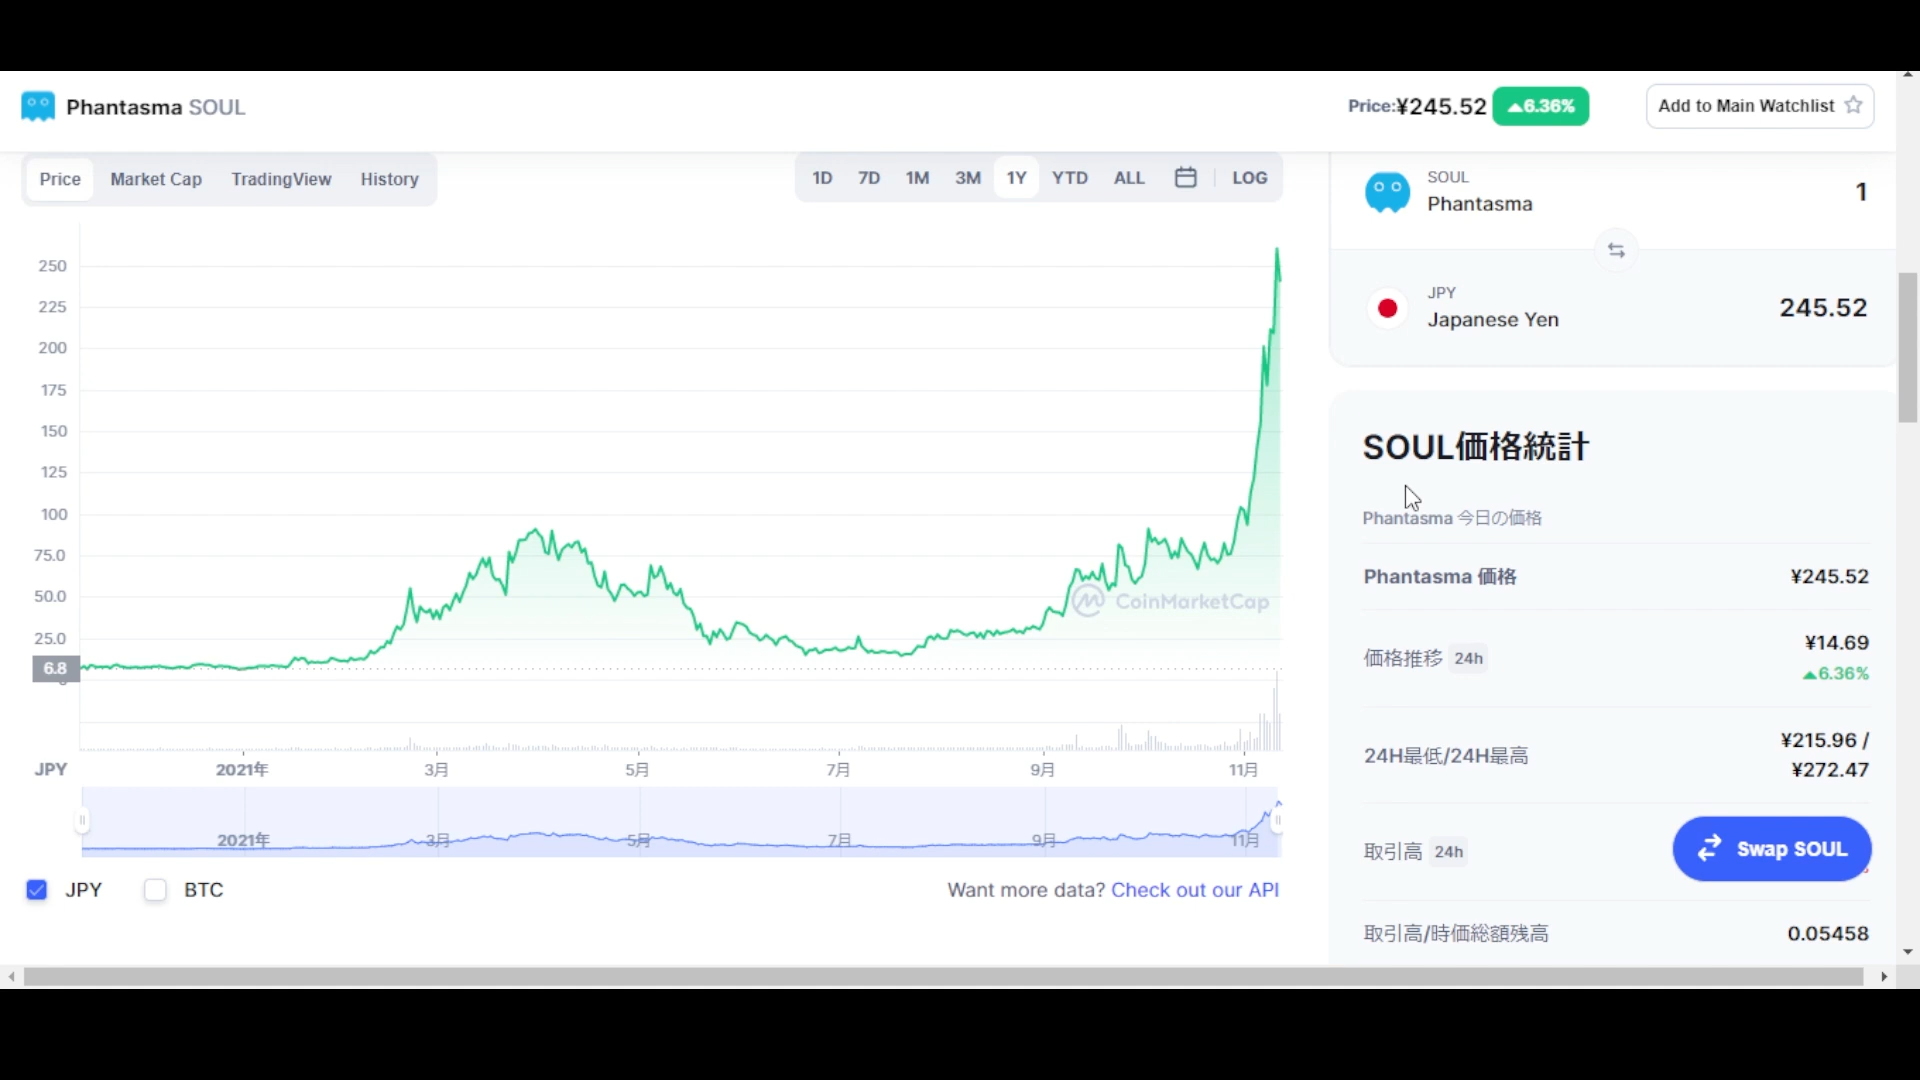 Phantasma SOUL
Price:¥245.52 ▲6.36% Add to Main Watchlist
Price Market Cap TradingView History
1D 7D 1M 3M 1Y YTD ALL LOG
250
225
200
175
150
125
100
75.0
50.0
25.0
6.8
CoinMarketCap
JPY 2021年 3月 5月 7月 9月 11月
2021年 3月 5月 7月 9月 11月
JPY BTC
Want more data? Check out our API
SOUL
Phantasma 1
JPY
Japanese Yen 245.52
SOUL価格統計
Phantasma 今日の価格
Phantasma 価格 ¥245.52
価格推移 24h ¥14.69
▲6.36%
24H最低/24H最高 ¥215.96 /
¥272.47
取引高 24h
Swap SOUL
取引高/時価総額残高 0.05458